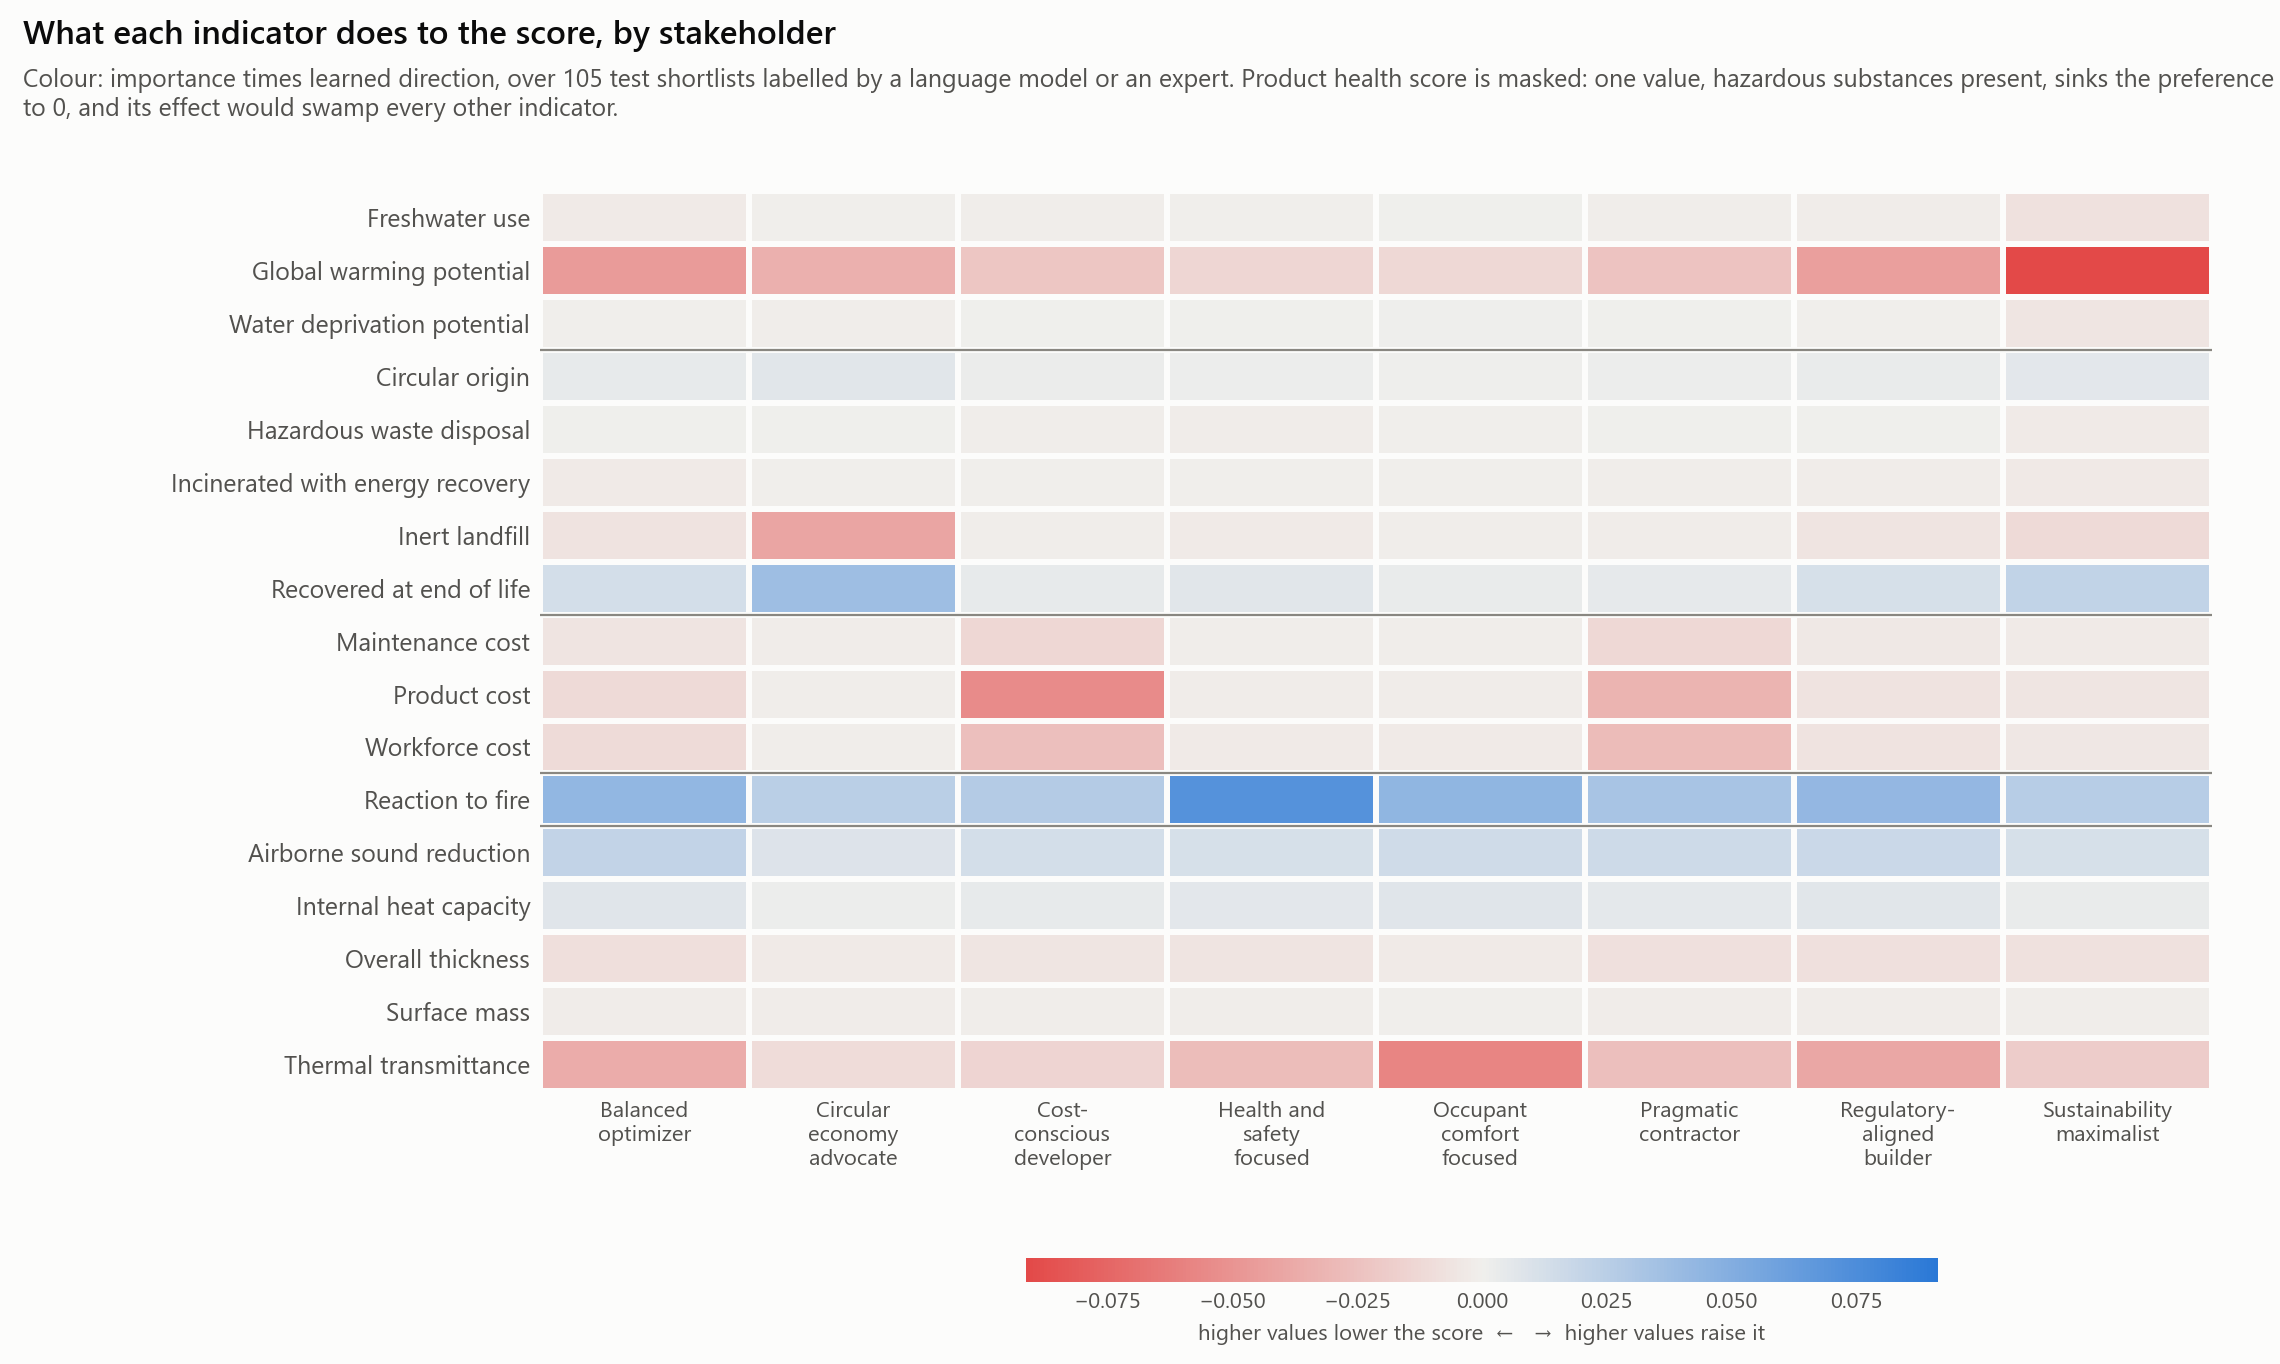 What each indicator does to the score, by stakeholder
Colour: importance times learned direction, over 105 test shortlists labelled by a language model or an expert. Product health score is masked: one value, hazardous substances present, sinks the preference
to 0, and its effect would swamp every other indicator.
Freshwater use
Global warming potential
Water deprivation potential
Circular origin
Hazardous waste disposal
Incinerated with energy recovery
Inert landfill
Recovered at end of life
Maintenance cost
Product cost
Workforce cost
Reaction to fire
Airborne sound reduction
Internal heat capacity
Overall thickness
Surface mass
Thermal transmittance
Balanced
optimizer
Circular
economy
advocate
Cost-
conscious
developer
Health and
safety
focused
Occupant
comfort
focused
Pragmatic
contractor
Regulatory-
aligned
builder
Sustainability
maximalist
−0.075 −0.050 −0.025 0.000 0.025 0.050 0.075
higher values lower the score ← → higher values raise it